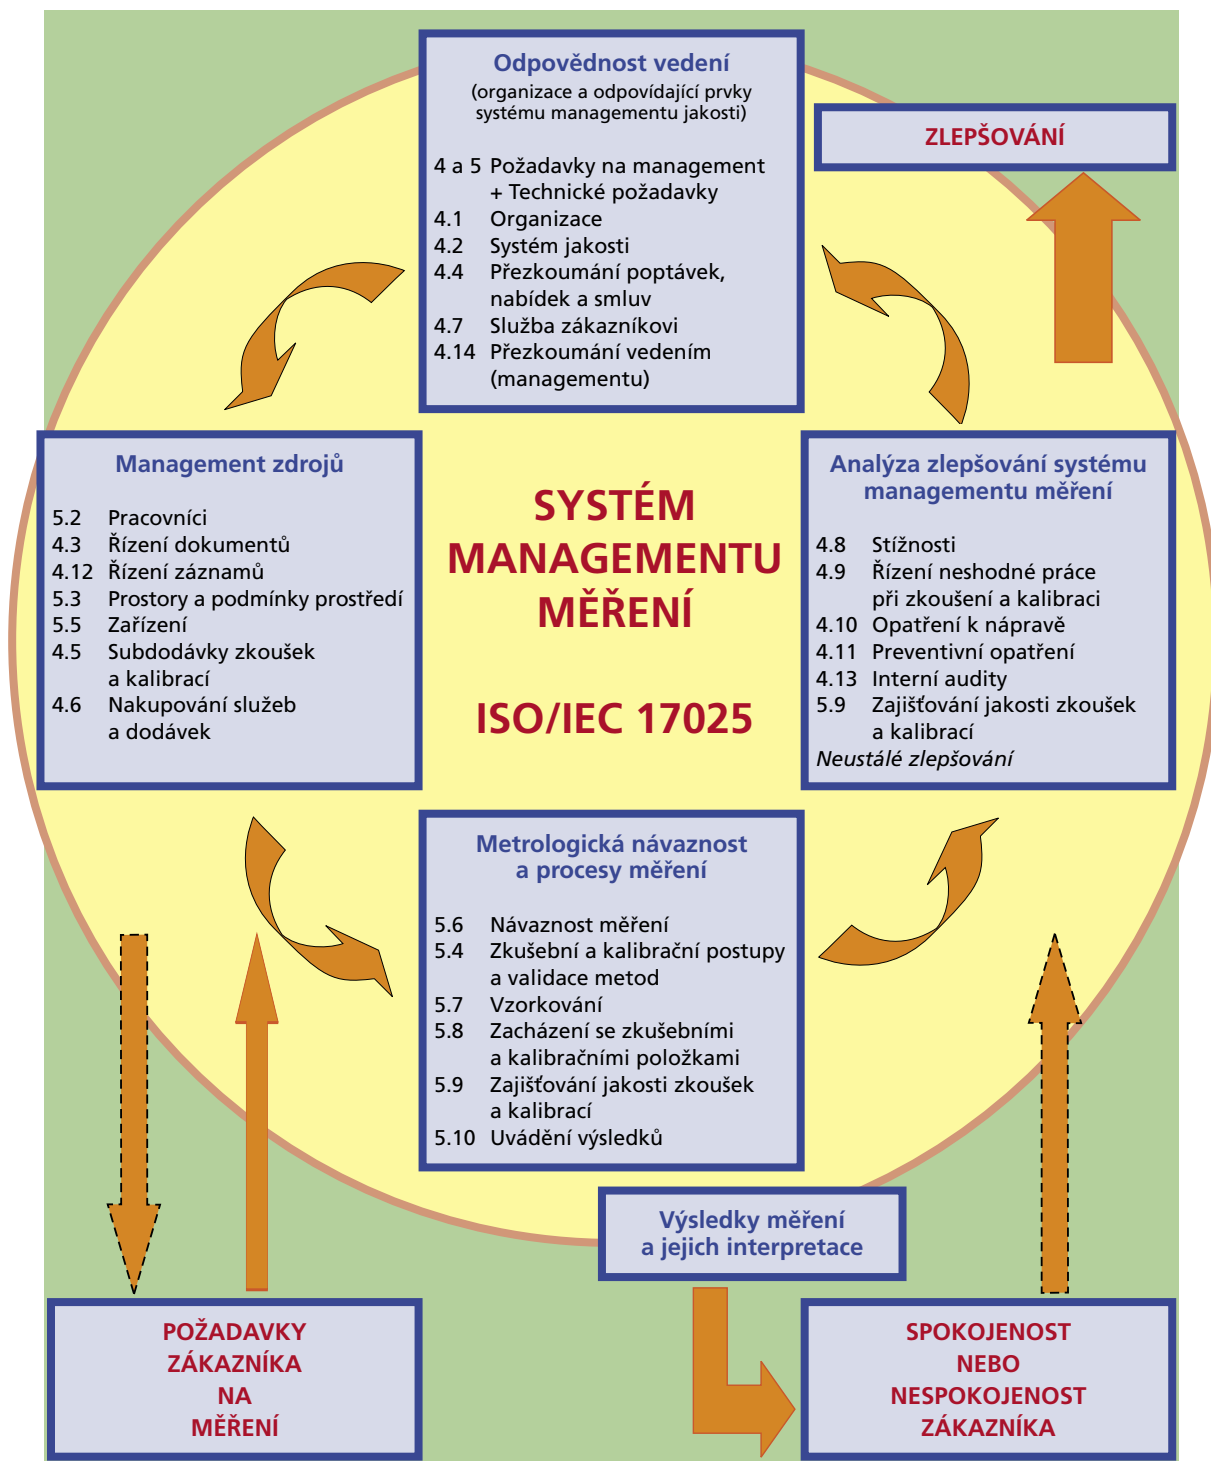 Odpovědnost vedení
(organizace a odpovídající prvky
systému managementu jakosti)
4 a 5 Požadavky na management
+ Technické požadavky
4.1 Organizace
4.2 Systém jakosti
4.4 Přezkoumání poptávek,
nabídek a smluv
4.7 Služba zákazníkovi
4.14 Přezkoumání vedením
(managementu)
ZLEPŠOVÁNÍ
Management zdrojů
5.2 Pracovníci
4.3 Řízení dokumentů
4.12 Řízení záznamů
5.3 Prostory a podmínky prostředí
5.5 Zařízení
4.5 Subdodávky zkoušek
a kalibrací
4.6 Nakupování služeb
a dodávek
SYSTÉM
MANAGEMENTU
MĚŘENÍ
ISO/IEC 17025
Analýza zlepšování systému
managementu měření
4.8 Stížnosti
4.9 Řízení neshodné práce
při zkoušení a kalibraci
4.10 Opatření k nápravě
4.11 Preventivní opatření
4.13 Interní audity
5.9 Zajišťování jakosti zkoušek
a kalibrací
Neustálé zlepšování
Metrologická návaznost
a procesy měření
5.6 Návaznost měření
5.4 Zkušební a kalibrační postupy
a validace metod
5.7 Vzorkování
5.8 Zacházení se zkušebními
a kalibračními položkami
5.9 Zajišťování jakosti zkoušek
a kalibrací
5.10 Uvádění výsledků
Výsledky měření
a jejich interpretace
POŽADAVKY
ZÁKAZNÍKA
NA
MĚŘENÍ
SPOKOJENOST
NEBO
NESPOKOJENOST
ZÁKAZNÍKA